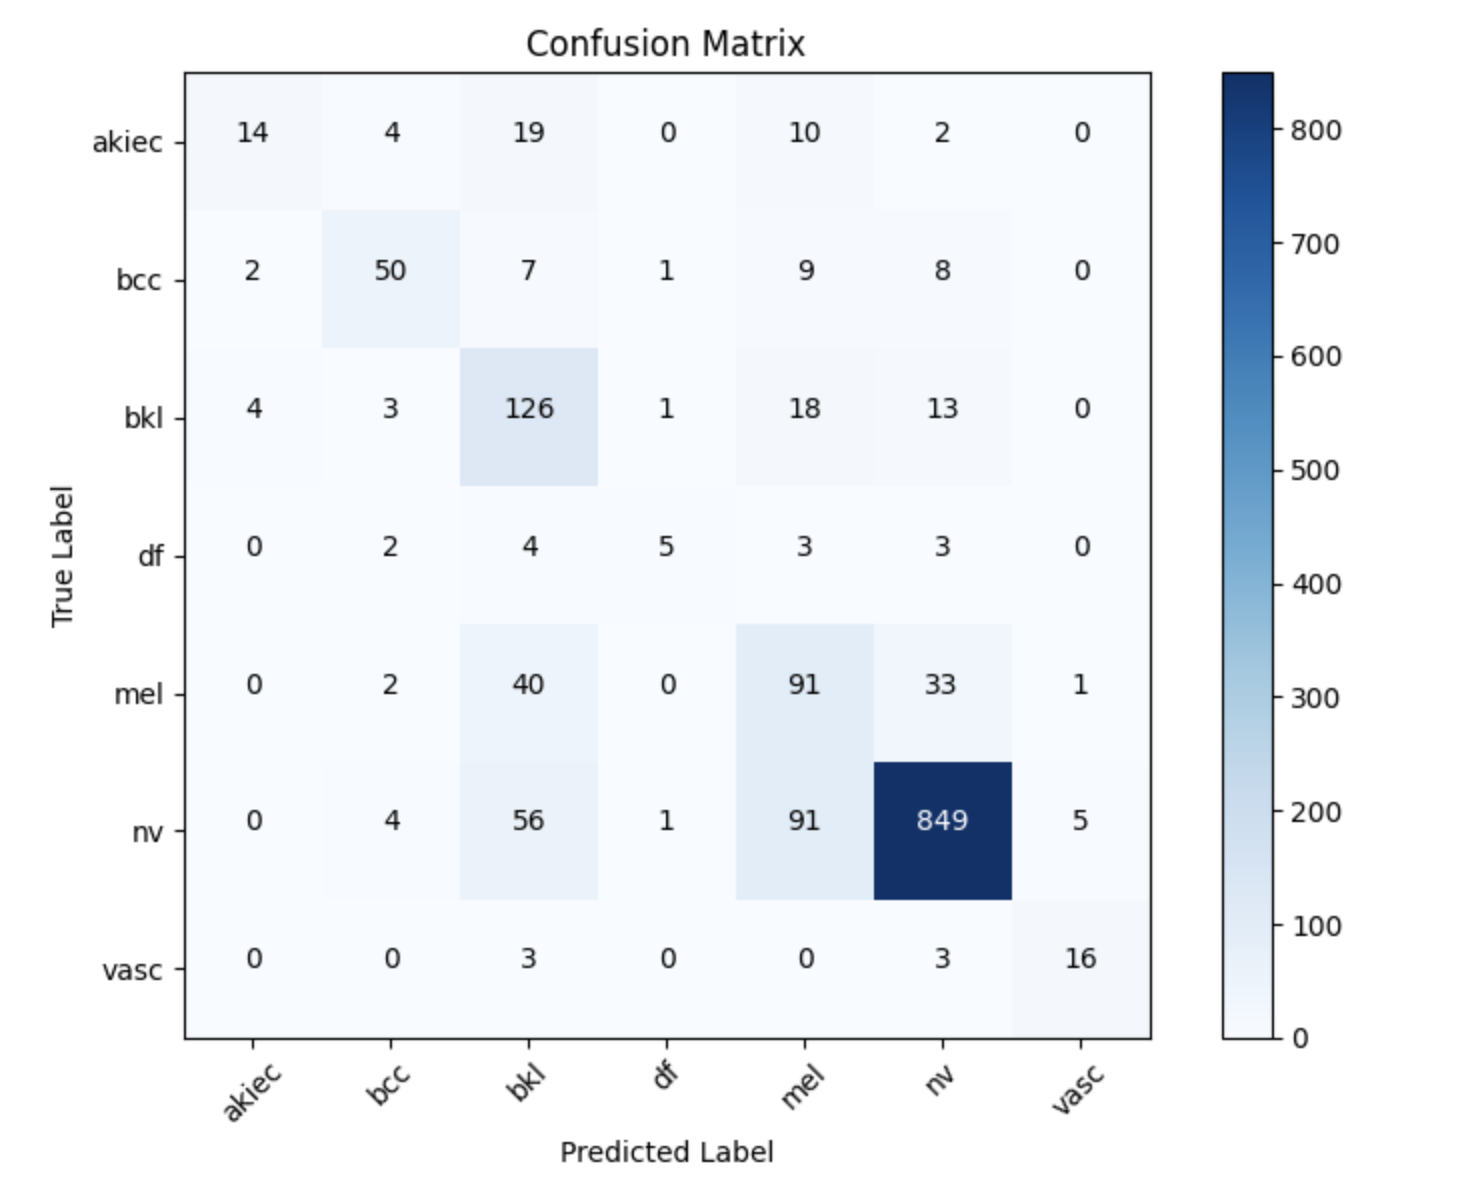 Confusion Matrix
akiec 14 4 19 0 10 2 0
bcc 2 50 7 1 9 8 0
bkl 4 3 126 1 18 13 0
df 0 2 4 5 3 3 0
mel 0 2 40 0 91 33 1
nv 0 4 56 1 91 849 5
vasc 0 0 3 0 0 3 16
akiec bcc bkl df mel nv vasc
Predicted Label
True Label
800
700
600
500
400
300
200
100
0